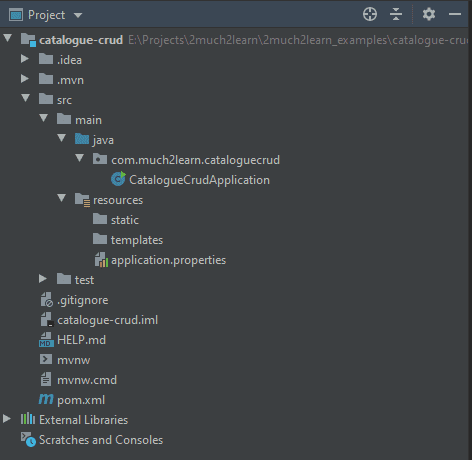 Project
catalogue-crud E:\Projects\2much2learn\2much2learn_examples\catalogue-crud
.idea
.mvn
src
main
java
com.much2learn.cataloguecrud
CatalogueCrudApplication
resources
static
templates
application.properties
test
.gitignore
catalogue-crud.iml
HELP.md
mvnw
mvnw.cmd
pom.xml
External Libraries
Scratches and Consoles